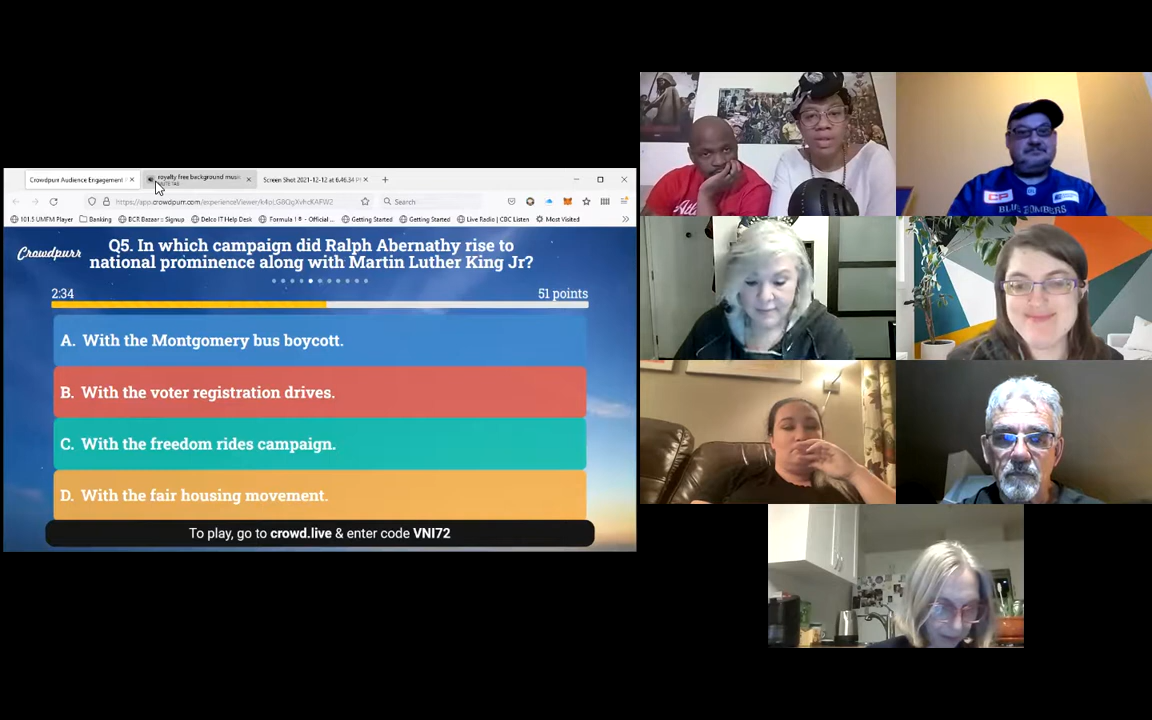 Crowdpurr Audience Engagement
royalty free background music
Screen Shot 2021-12-12 at 6.46.34 P
https://app.crowdpurr.com/experienceViewer/
Search
101.5 UMFM Player
Banking
BCR Bazaar :: Signup
Delco IT Help Desk
Formula 1 ® - Official ...
Getting Started
Getting Started
Live Radio | CBC Listen
Most Visited
Crowdpurr
Q5. In which campaign did Ralph Abernathy rise to
national prominence along with Martin Luther King Jr?
2:34
51 points
A. With the Montgomery bus boycott.
B. With the voter registration drives.
C. With the freedom rides campaign.
D. With the fair housing movement.
To play, go to crowd.live & enter code VNI72
BLUE BOMBERS